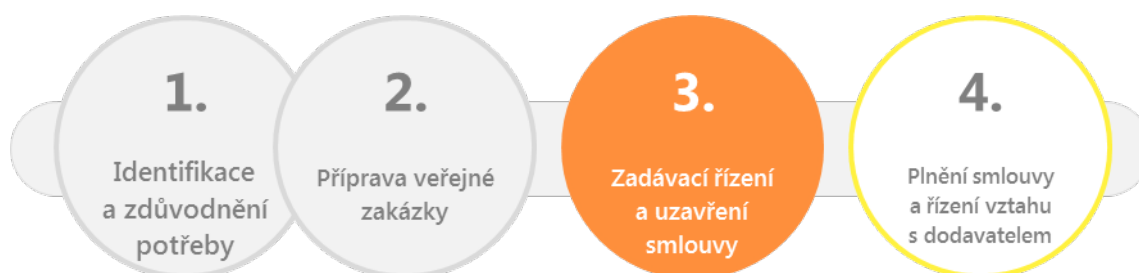 1.
Identifikace
a zdůvodnění
potřeby
2.
Příprava veřejné
zakázky
3.
Zadávací řízení
a uzavření
smlouvy
4.
Plnění smlouvy
a řízení vztahu
s dodavatelem